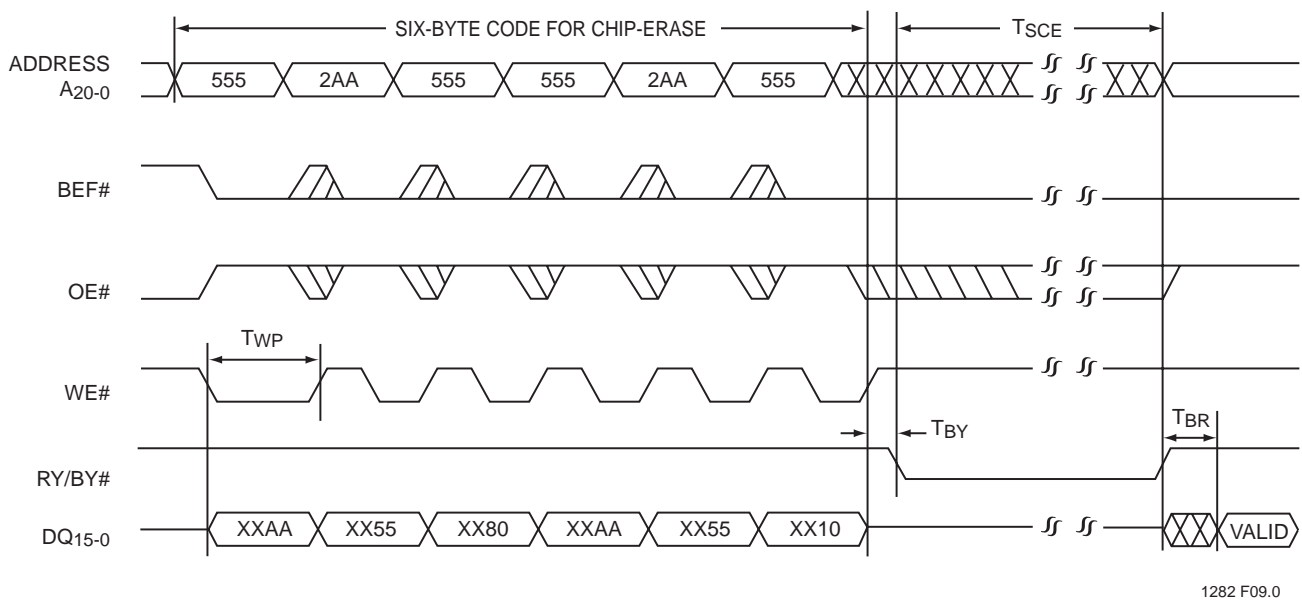 SIX-BYTE CODE FOR CHIP-ERASE
TSCE
ADDRESS
A20-0
555 2AA 555 555 2AA 555
BEF#
OE#
TWP
WE#
TBY
TBR
RY/BY#
DQ15-0
XXAA XX55 XX80 XXAA XX55 XX10 VALID
1282 F09.0